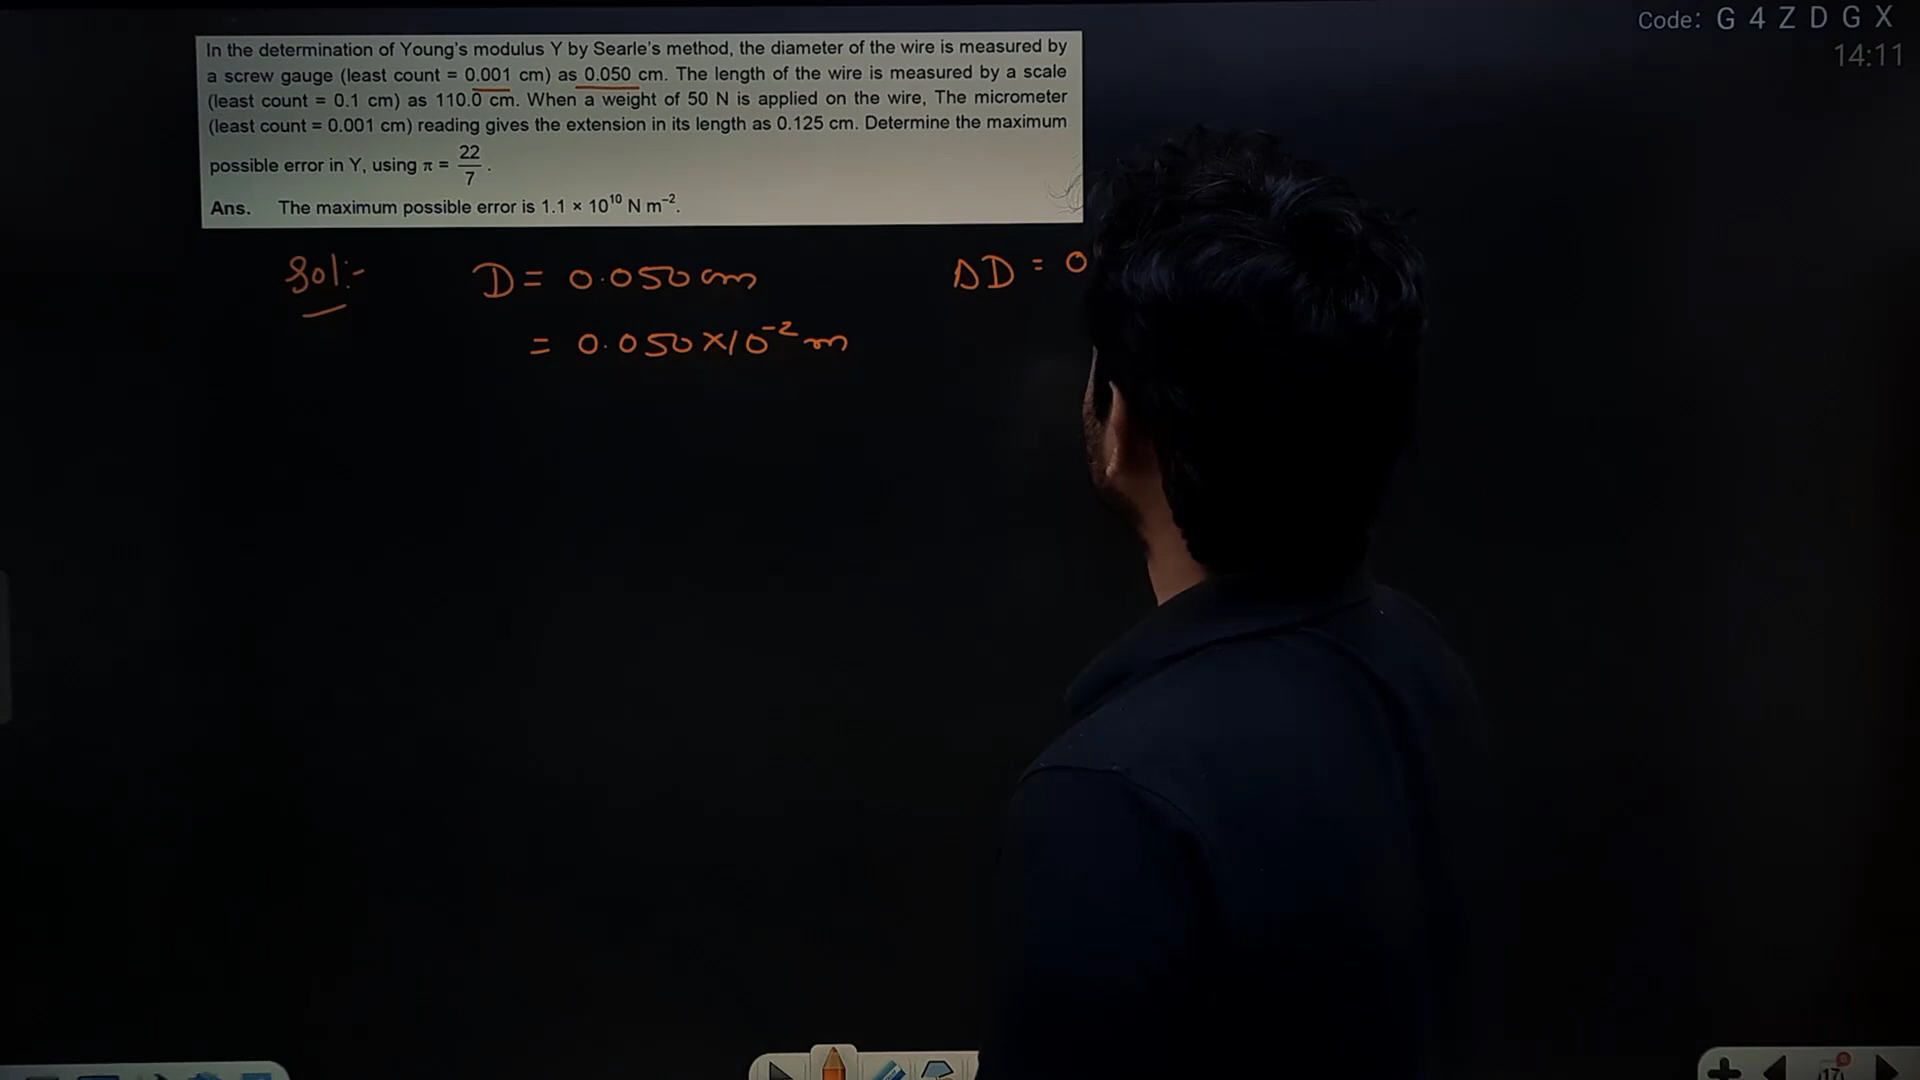 Code: G 4 Z D G X
14:11
In the determination of Young's modulus Y by Searle's method, the diameter of the wire is measured by
a screw gauge (least count = 0.001 cm) as 0.050 cm. The length of the wire is measured by a scale
(least count = 0.1 cm) as 110.0 cm. When a weight of 50 N is applied on the wire, The micrometer
(least count = 0.001 cm) reading gives the extension in its length as 0.125 cm. Determine the maximum
possible error in Y, using π = 22/7 .
Ans. The maximum possible error is 1.1 × 10¹⁰ N m⁻².
Sol:- D = 0.050 cm ΔD = 0
= 0.050×10⁻² m
17